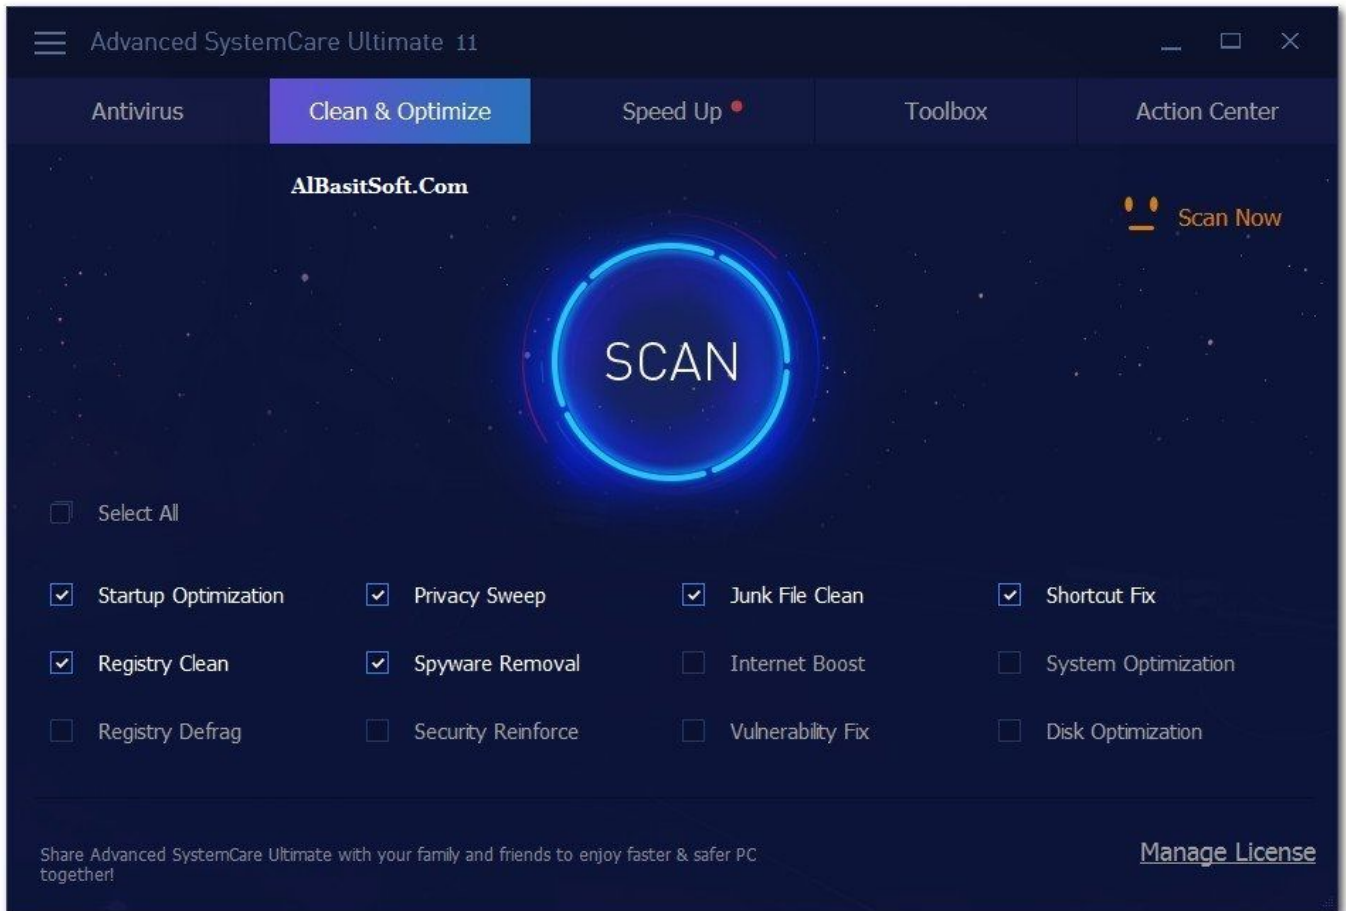 Advanced SystemCare Ultimate 11
Antivirus
Clean & Optimize
Speed Up
Toolbox
Action Center
AlBasitSoft.Com
Scan Now
SCAN
Select All
Startup Optimization
Privacy Sweep
Junk File Clean
Shortcut Fix
Registry Clean
Spyware Removal
Internet Boost
System Optimization
Registry Defrag
Security Reinforce
Vulnerability Fix
Disk Optimization
Share Advanced SystemCare Ultimate with your family and friends to enjoy faster & safer PC
together!
Manage License